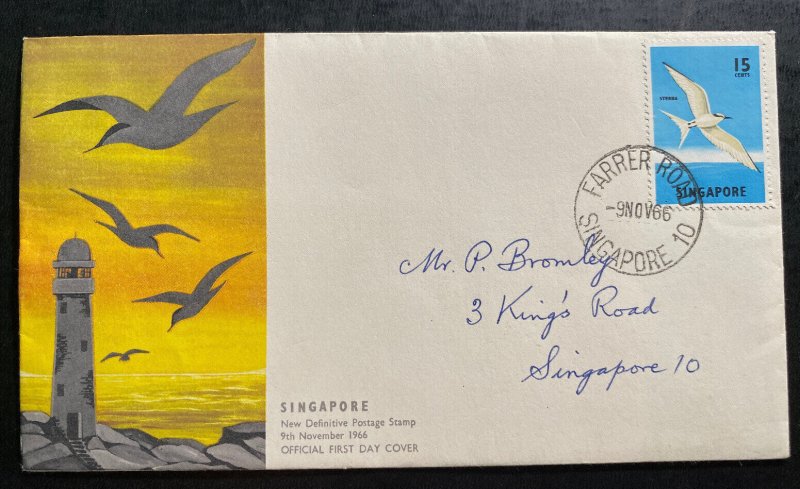 15
CENTS
STERNA
SINGAPORE
FARRER ROAD
-9NOV66
SINGAPORE 10
Mr. P. Bromley
3 King's Road
Singapore 10
SINGAPORE
New Definitive Postage Stamp
9th November 1966
OFFICIAL FIRST DAY COVER